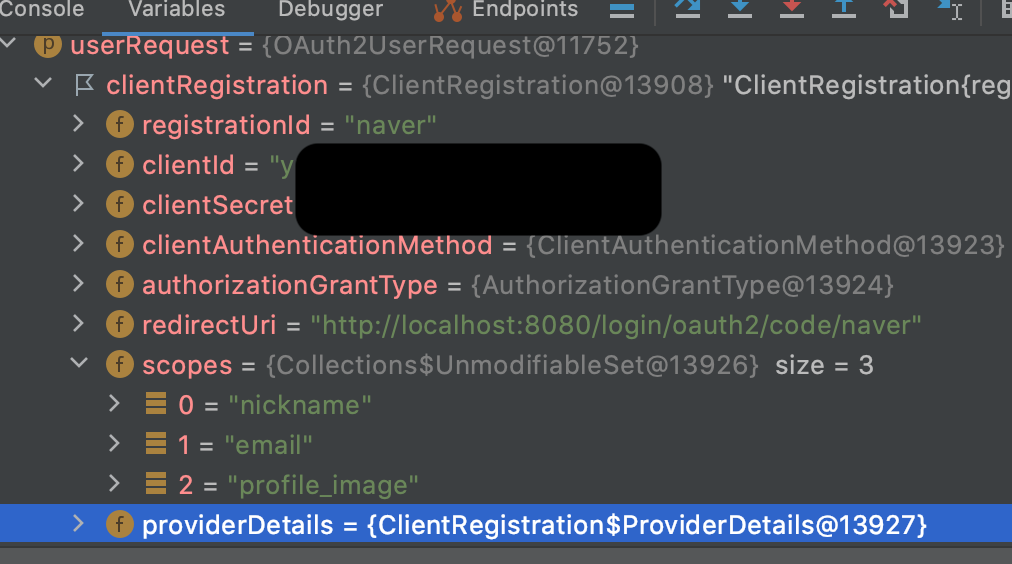 Console Variables Debugger Endpoints
p userRequest = {OAuth2UserRequest@11752}
clientRegistration = {ClientRegistration@13908} "ClientRegistration{reg
f registrationId = "naver"
f clientId = "y
f clientSecret
f clientAuthenticationMethod = {ClientAuthenticationMethod@13923}
f authorizationGrantType = {AuthorizationGrantType@13924}
f redirectUri = "http://localhost:8080/login/oauth2/code/naver"
f scopes = {Collections$UnmodifiableSet@13926} size = 3
0 = "nickname"
1 = "email"
2 = "profile_image"
f providerDetails = {ClientRegistration$ProviderDetails@13927}